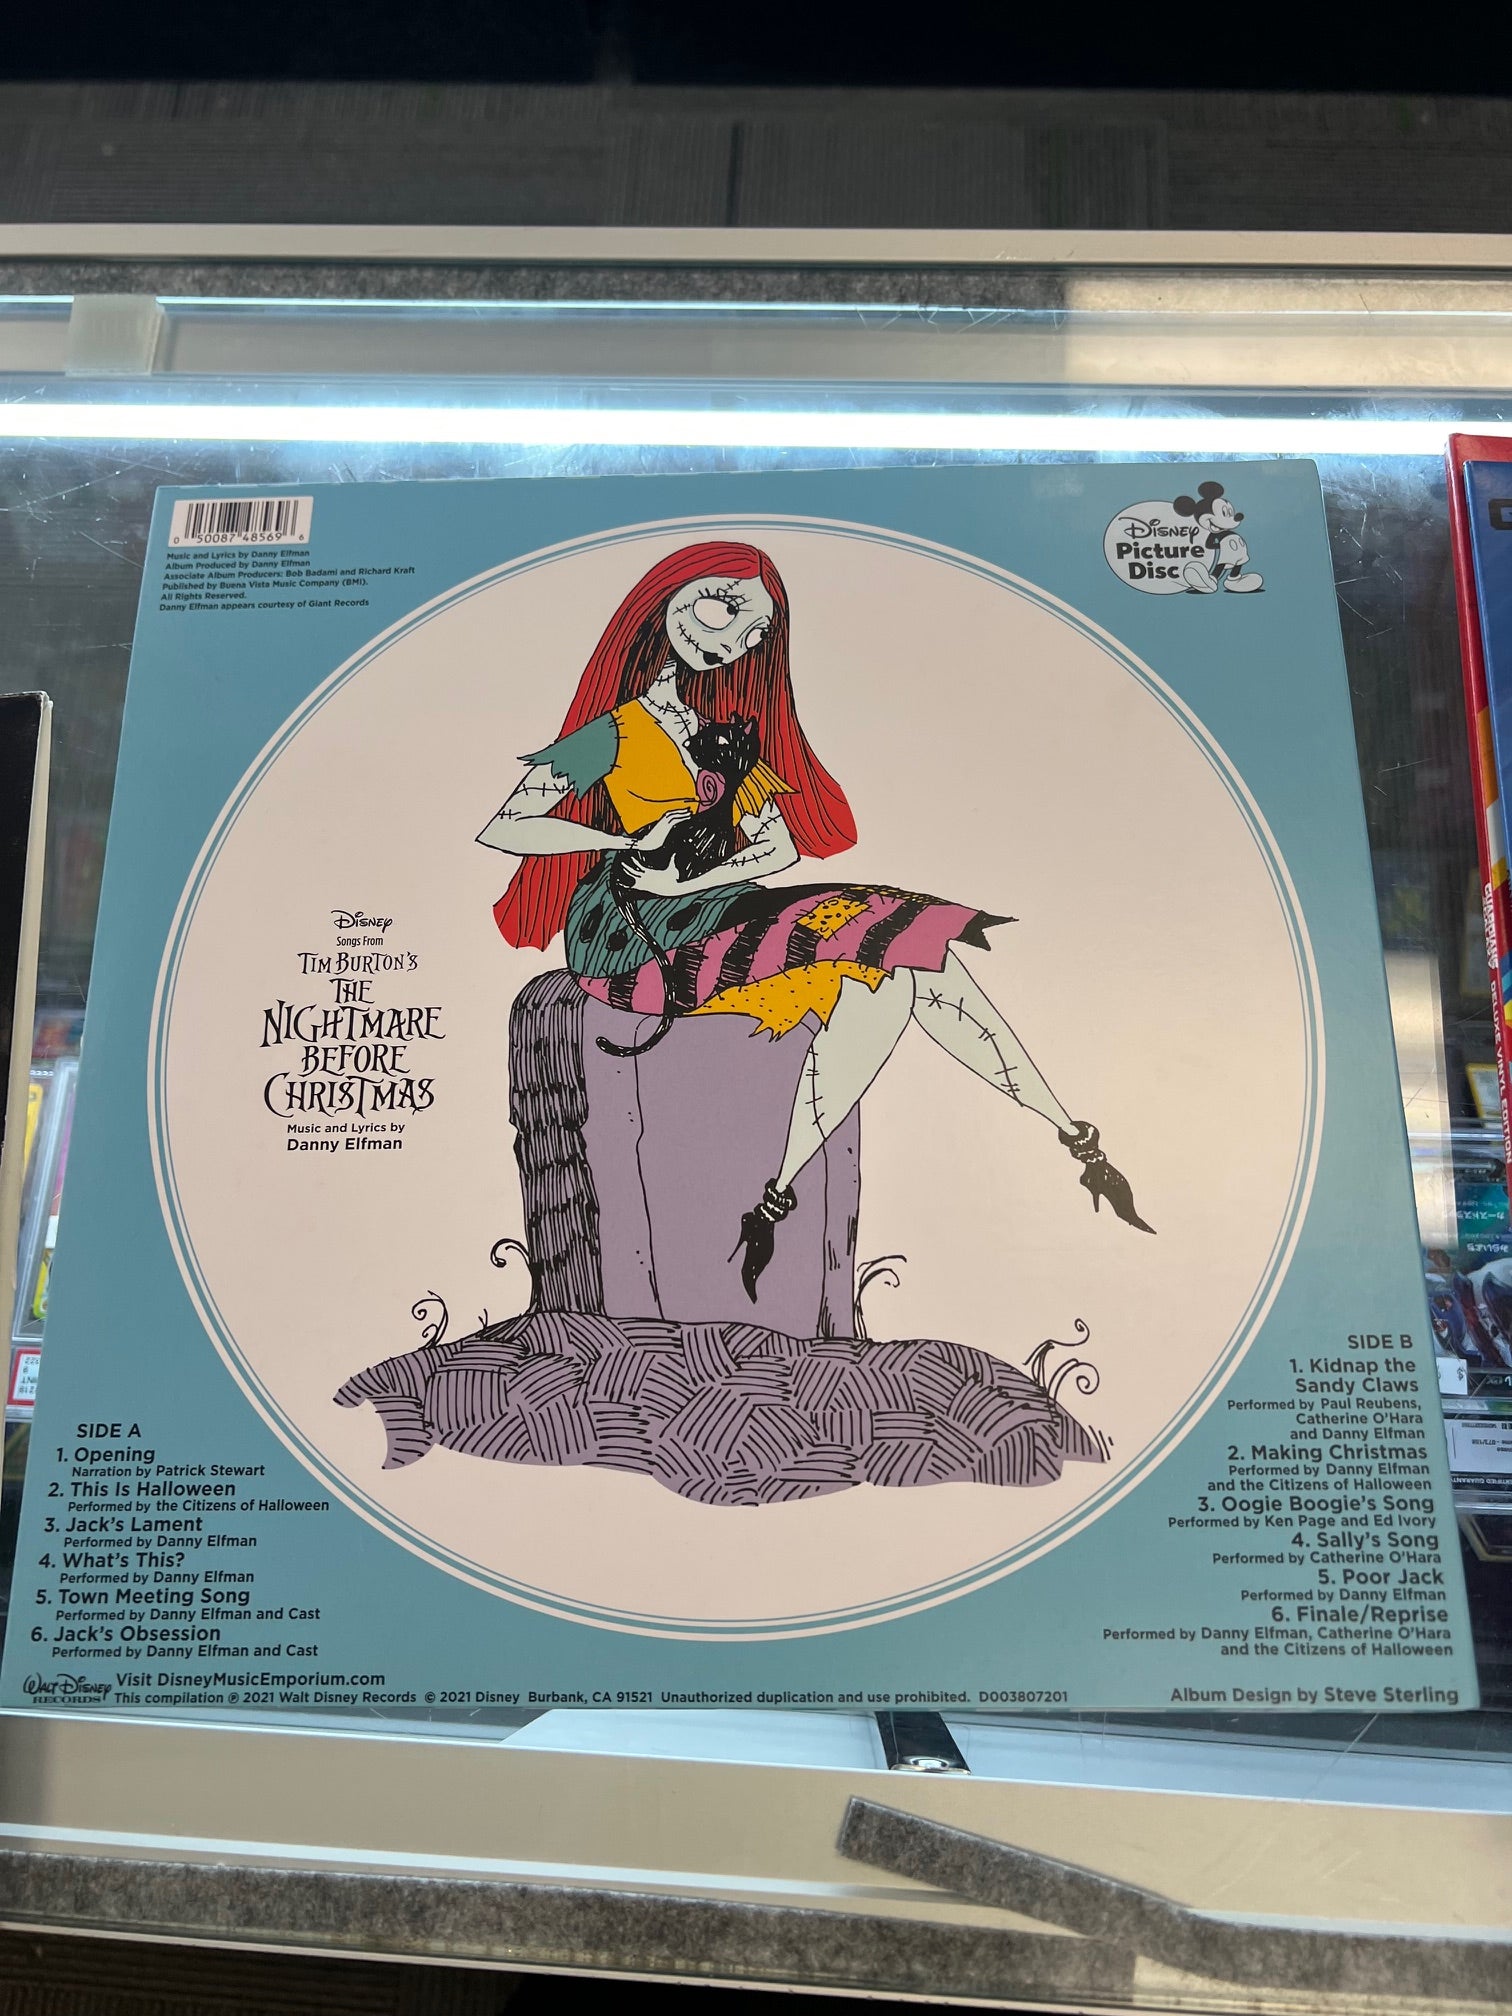 0 50087 48569 6
Music and Lyrics by Danny Elfman
Album Produced by Danny Elfman
Associate Album Producers: Bob Badami and Richard Kraft
Published by Buena Vista Music Company (BMI).
All Rights Reserved.
Danny Elfman appears courtesy of Giant Records
Disney
Picture
Disc
Disney
Songs From
Tim Burton's
The
Nightmare
Before
Christmas
Music and Lyrics by
Danny Elfman
SIDE A
1. Opening
Narration by Patrick Stewart
2. This Is Halloween
Performed by the Citizens of Halloween
3. Jack's Lament
Performed by Danny Elfman
4. What's This?
Performed by Danny Elfman
5. Town Meeting Song
Performed by Danny Elfman and Cast
6. Jack's Obsession
Performed by Danny Elfman and Cast
SIDE B
1. Kidnap the
Sandy Claws
Performed by Paul Reubens,
Catherine O'Hara
and Danny Elfman
2. Making Christmas
Performed by Danny Elfman
and the Citizens of Halloween
3. Oogie Boogie's Song
Performed by Ken Page and Ed Ivory
4. Sally's Song
Performed by Catherine O'Hara
5. Poor Jack
Performed by Danny Elfman
6. Finale/Reprise
Performed by Danny Elfman, Catherine O'Hara
and the Citizens of Halloween
Walt Disney
RECORDS
Visit DisneyMusicEmporium.com
This compilation ℗ 2021 Walt Disney Records © 2021 Disney Burbank, CA 91521 Unauthorized duplication and use prohibited. D003807201
Album Design by Steve Sterling
DELUXE VINYL EDITION